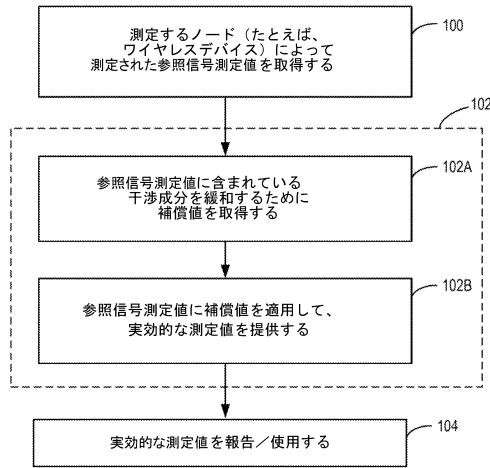 測定するノード（たとえば、
ワイヤレスデバイス）によって
測定された参照信号測定値を取得する
100
102
参照信号測定値に含まれている
干渉成分を緩和するために
補償値を取得する
102A
参照信号測定値に補償値を適用して、
実効的な測定値を提供する
102B
実効的な測定値を報告／使用する
104